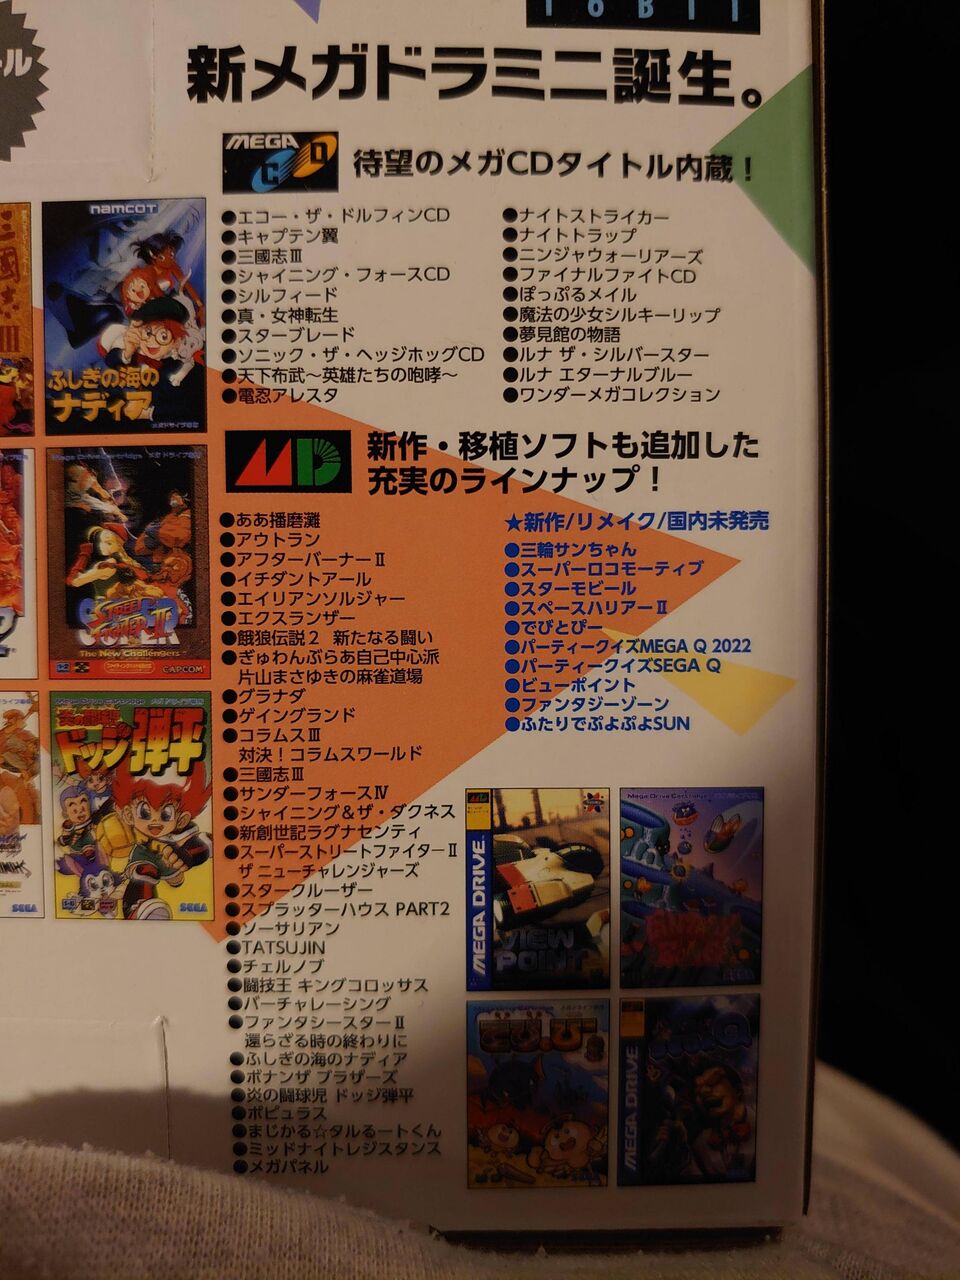 16BIT
ール
新メガドラミニ誕生。
MEGA CD
待望のメガCDタイトル内蔵！
●エコー・ザ・ドルフィンCD
●キャプテン翼
●三國志Ⅲ
●シャイニング・フォースCD
●シルフィード
●真・女神転生
●スターブレード
●ソニック・ザ・ヘッジホッグCD
●天下布武～英雄たちの咆哮～
●電忍アレスタ
●ナイトストライカー
●ナイトトラップ
●ニンジャウォーリアーズ
●ファイナルファイトCD
●ぽっぷるメイル
●魔法の少女シルキーリップ
●夢見館の物語
●ルナ ザ・シルバースター
●ルナ エターナルブルー
●ワンダーメガコレクション
MD
新作・移植ソフトも追加した
充実のラインナップ！
●ああ播磨灘
●アウトラン
●アフターバーナーⅡ
●イチダントアール
●エイリアンソルジャー
●エクスランザー
●餓狼伝説２ 新たなる闘い
●ぎゅわんぶらあ自己中心派
片山まさゆきの麻雀道場
●グラナダ
●ゲイングランド
●コラムスⅢ
対決！コラムスワールド
●三國志Ⅲ
●サンダーフォースⅣ
●シャイニング＆ザ・ダクネス
●新創世記ラグナセンティ
●スーパーストリートファイターⅡ
ザ ニューチャレンジャーズ
●スタークルーザー
●スプラッターハウス PART2
●ソーサリアン
●TATSUJIN
●チェルノブ
●闘技王 キングコロッサス
●バーチャレーシング
●ファンタシースターⅡ
還らざる時の終わりに
●ふしぎの海のナディア
●ボナンザ ブラザーズ
●炎の闘球児 ドッジ弾平
●ポピュラス
●まじかる☆タルるートくん
●ミッドナイトレジスタンス
●メガパネル
★新作/リメイク/国内未発売
●三輪サンちゃん
●スーパーロコモーティブ
●スターモビール
●スペースハリアーⅡ
●でびとぴー
●パーティークイズMEGA Q 2022
●パーティークイズSEGA Q
●ビューポイント
●ファンタジーゾーン
●ふたりでぷよぷよSUN
三國志
Ⅲ
namcot
ふしぎの海の
ナディア
Mega Drive Cartridge メガドライブ専用
STREET
FIGHTER II
The New Challengers
CAPCOM
炎の闘球児
ドッジ弾平
SEGA
SEGA
MEGA DRIVE
VIEW
POINT
Mega Drive Cartridge
FANTASY
ZONE
SEGA
MEGA DRIVE